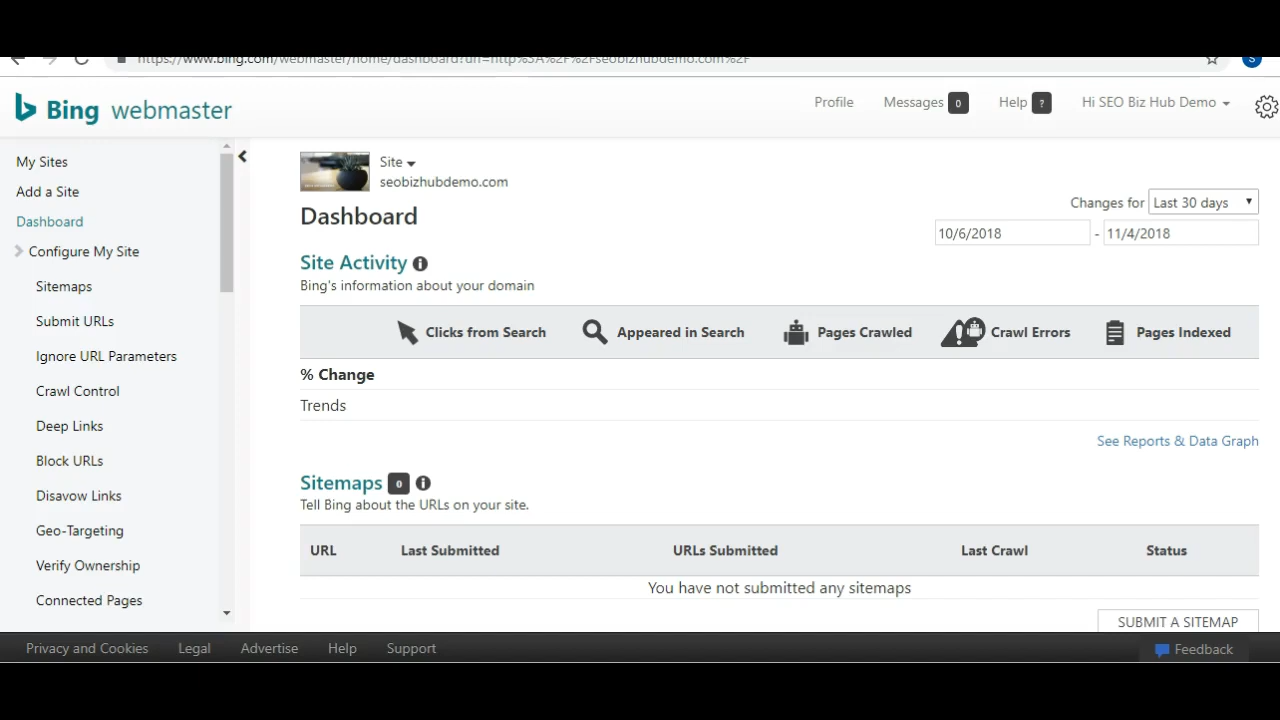 https://www.bing.com/webmaster/home/dashboard?url=http%3A%2F%2Fseobizhubdemo.com%2F
S
Bing webmaster
Profile
Messages 0
Help ?
Hi SEO Biz Hub Demo
My Sites
Add a Site
Dashboard
Configure My Site
Sitemaps
Submit URLs
Ignore URL Parameters
Crawl Control
Deep Links
Block URLs
Disavow Links
Geo-Targeting
Verify Ownership
Connected Pages
Site
seobizhubdemo.com
Dashboard
Changes for Last 30 days
10/6/2018 - 11/4/2018
Site Activity
Bing's information about your domain
Clicks from Search Appeared in Search Pages Crawled Crawl Errors Pages Indexed
% Change
Trends
See Reports & Data Graph
Sitemaps 0
Tell Bing about the URLs on your site.
URL Last Submitted URLs Submitted Last Crawl Status
You have not submitted any sitemaps
SUBMIT A SITEMAP
Privacy and Cookies Legal Advertise Help Support
Feedback